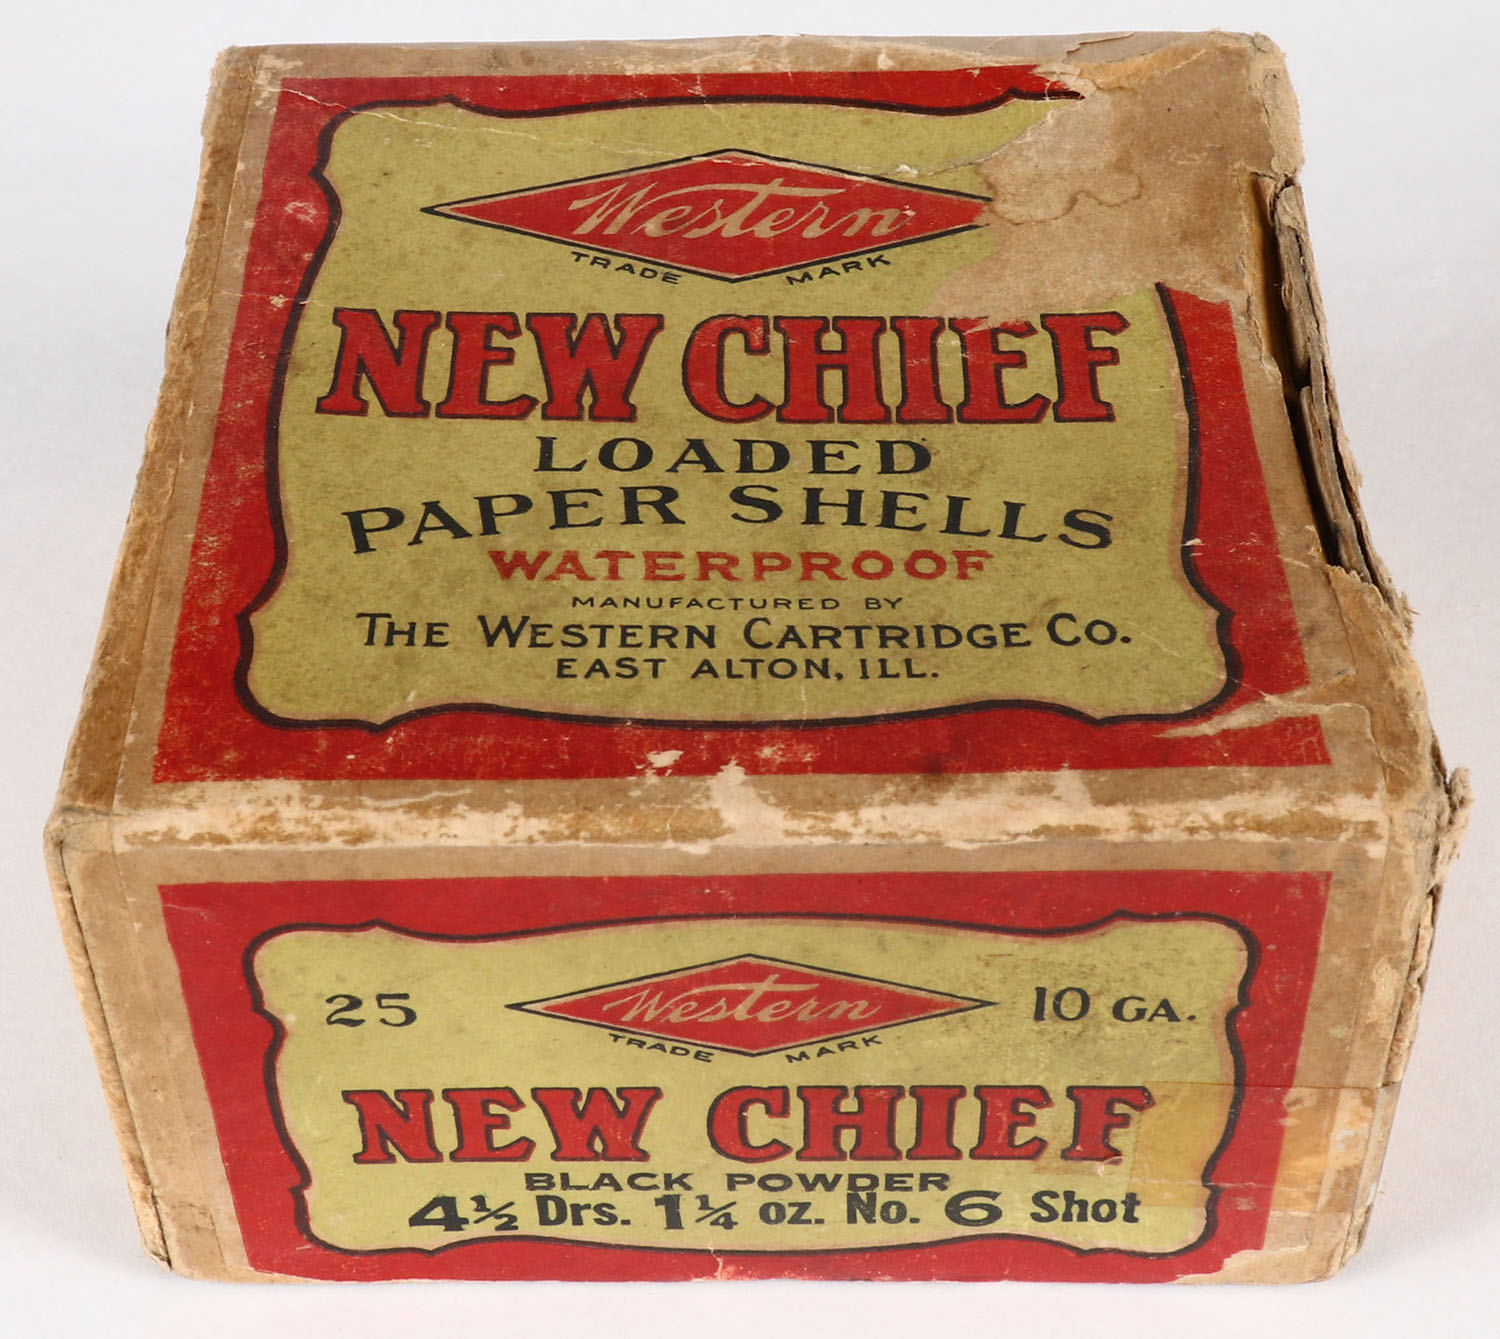 Western
TRADE MARK
NEW CHIEF
LOADED
PAPER SHELLS
WATERPROOF
MANUFACTURED BY
THE WESTERN CARTRIDGE CO.
EAST ALTON, ILL.
25 Western 10 GA.
TRADE MARK
NEW CHIEF
BLACK POWDER
4½ Drs. 1¼ oz. No. 6 Shot